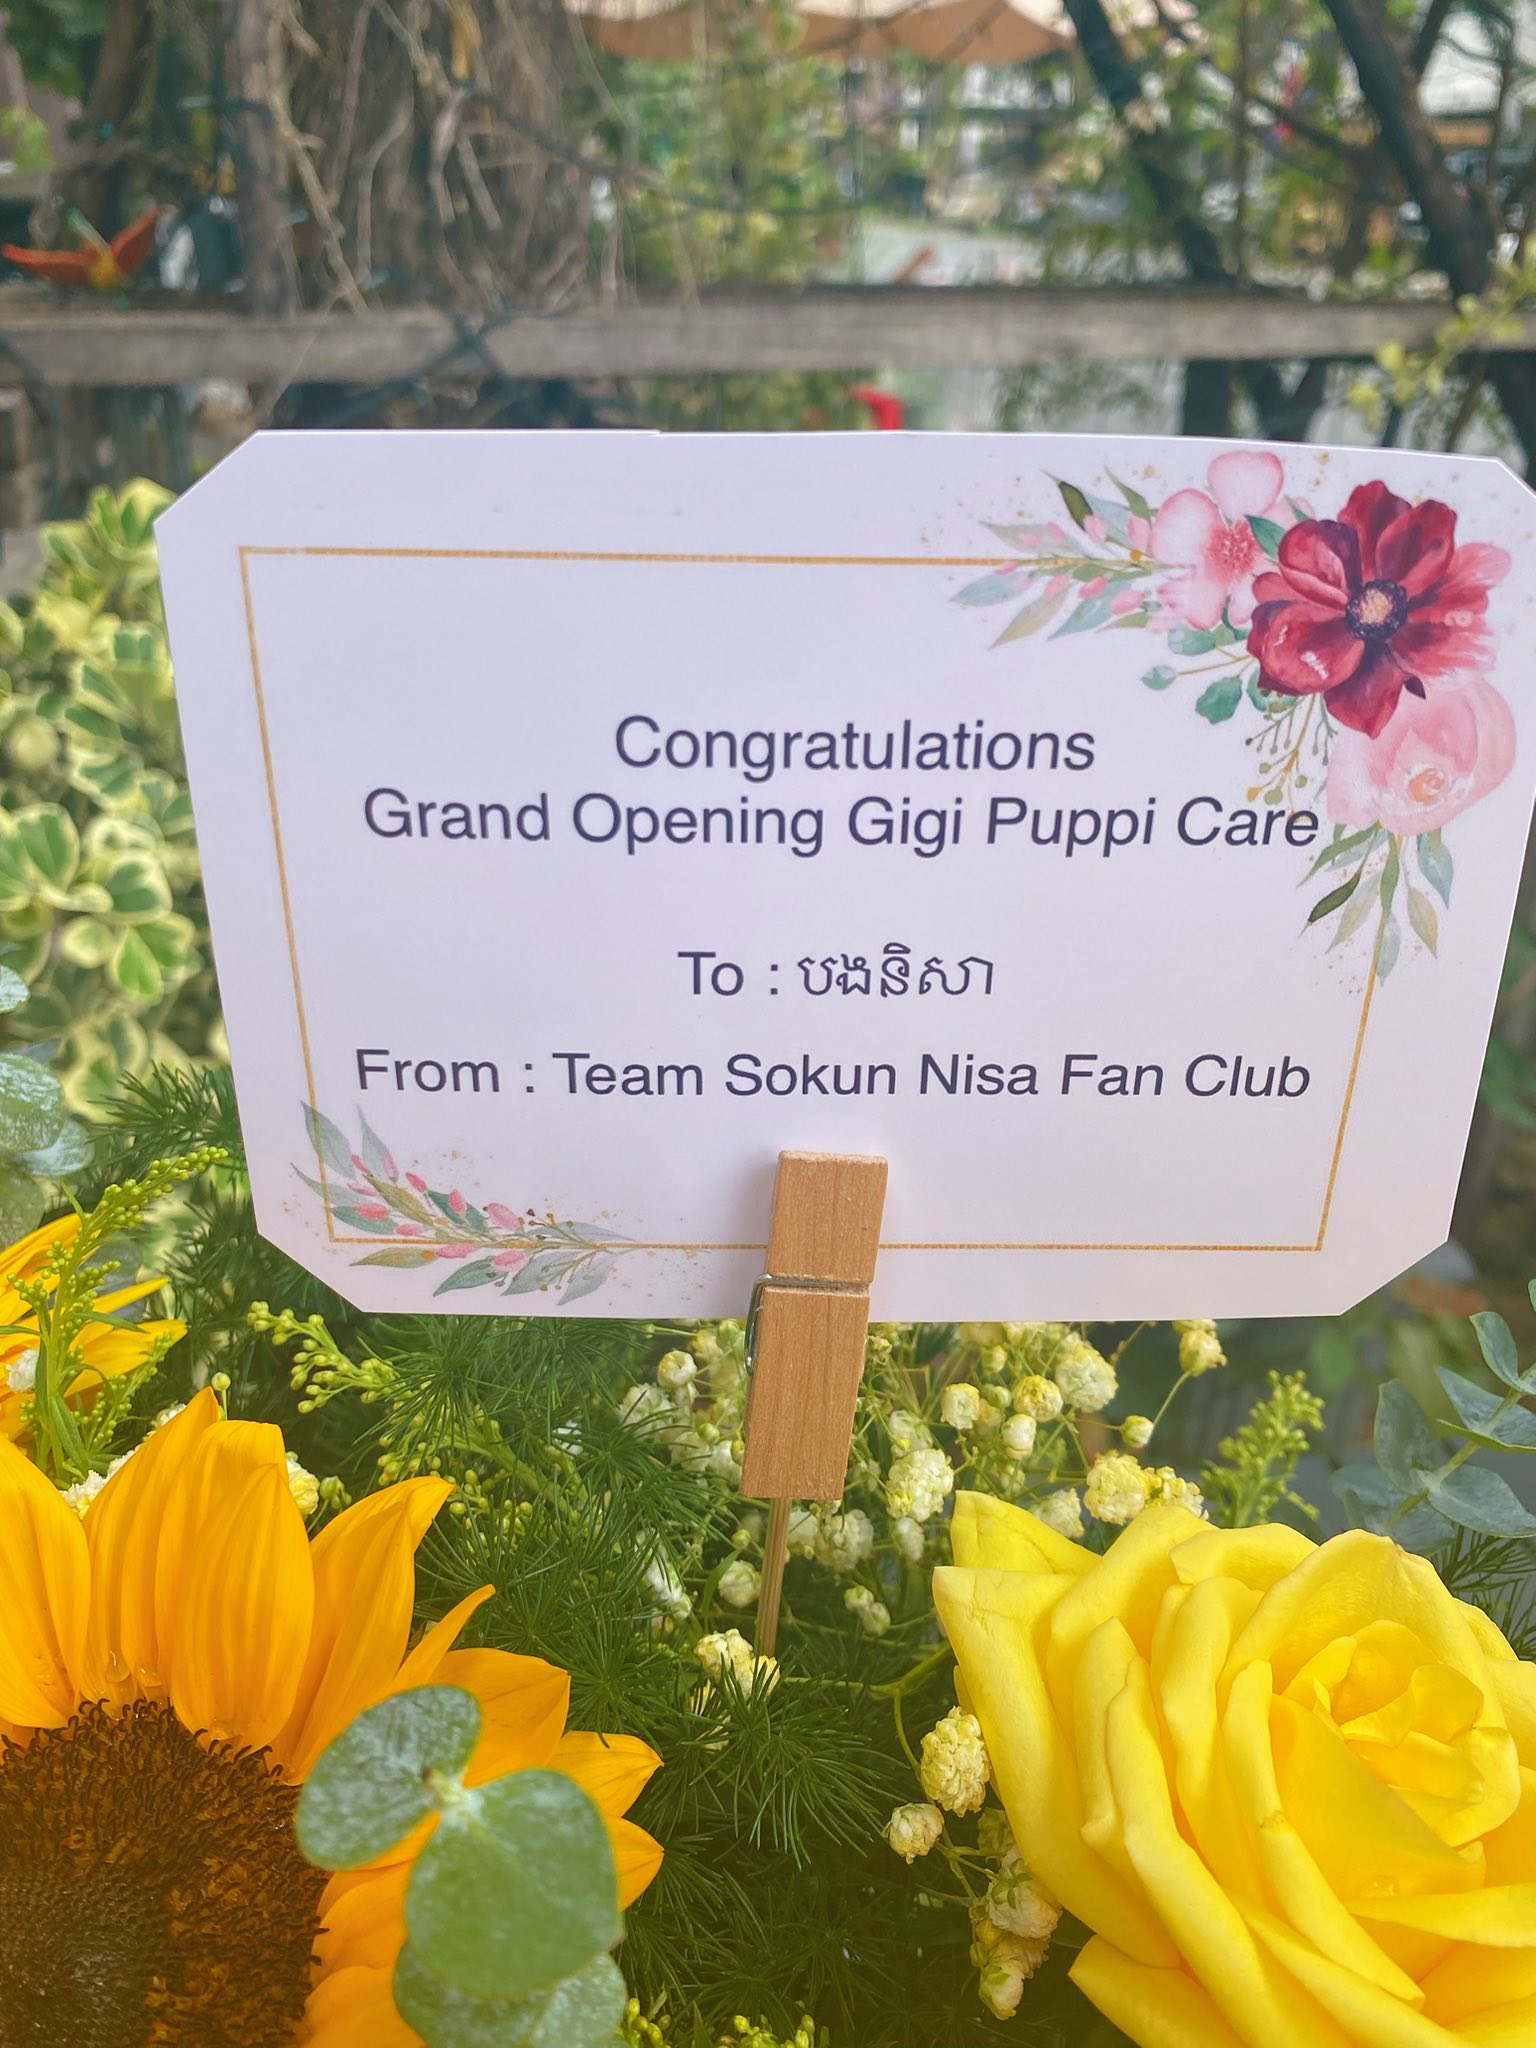 Congratulations
Grand Opening Gigi Puppi Care
To : បងនិសា
From : Team Sokun Nisa Fan Club